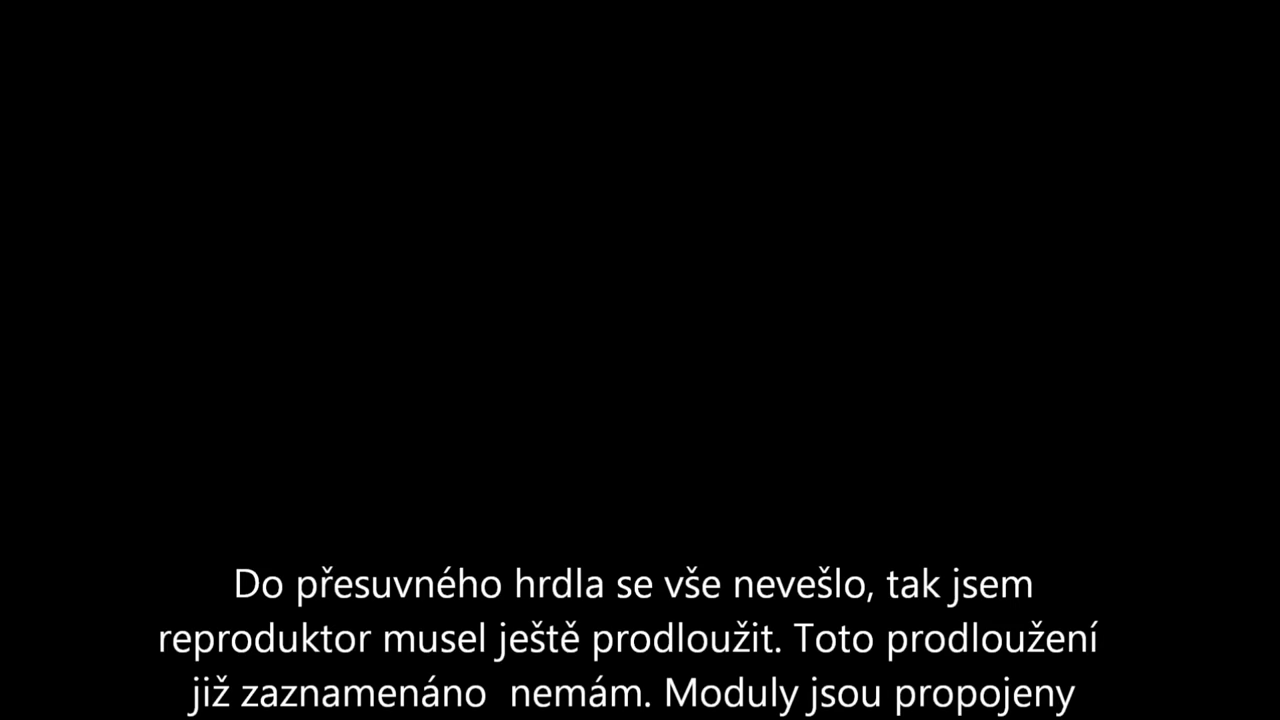 Do přesuvného hrdla se vše nevešlo, tak jsem
reproduktor musel ještě prodloužit. Toto prodloužení
již zaznamenáno  nemám. Moduly jsou propojeny